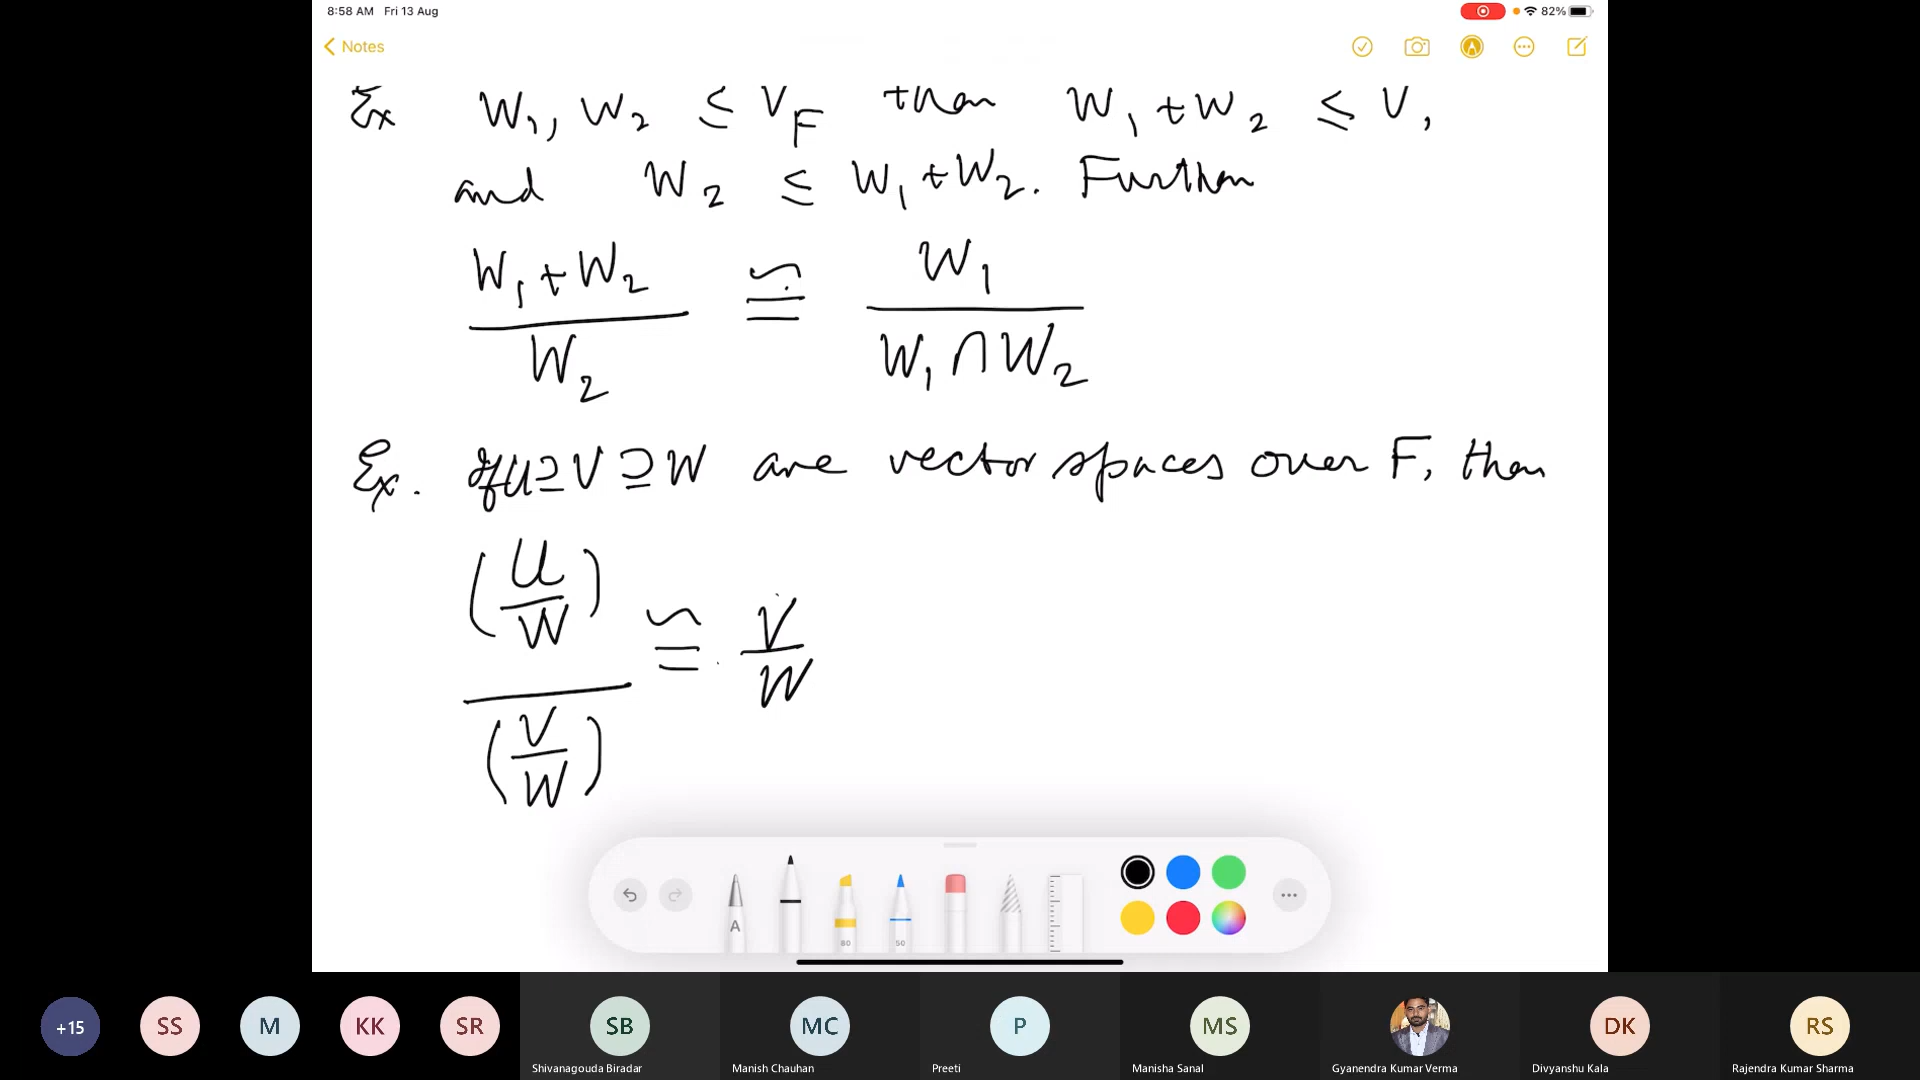 8:58 AM Fri 13 Aug 82%
Notes
Ex W₁, W₂ ≤ V_F then W₁ + W₂ ≤ V,
and W₂ ≤ W₁ + W₂. Further
(W₁ + W₂)/W₂ ≅ W₁/(W₁ ∩ W₂)
Ex. If U ⊇ V ⊇ W are vector spaces over F, then
(U/W)/(V/W) ≅ V/W
A 80 50
+15 SS M KK SR SB MC P MS DK RS
Shivanagouda Biradar Manish Chauhan Preeti Manisha Sanal Gyanendra Kumar Verma Divyanshu Kala Rajendra Kumar Sharma